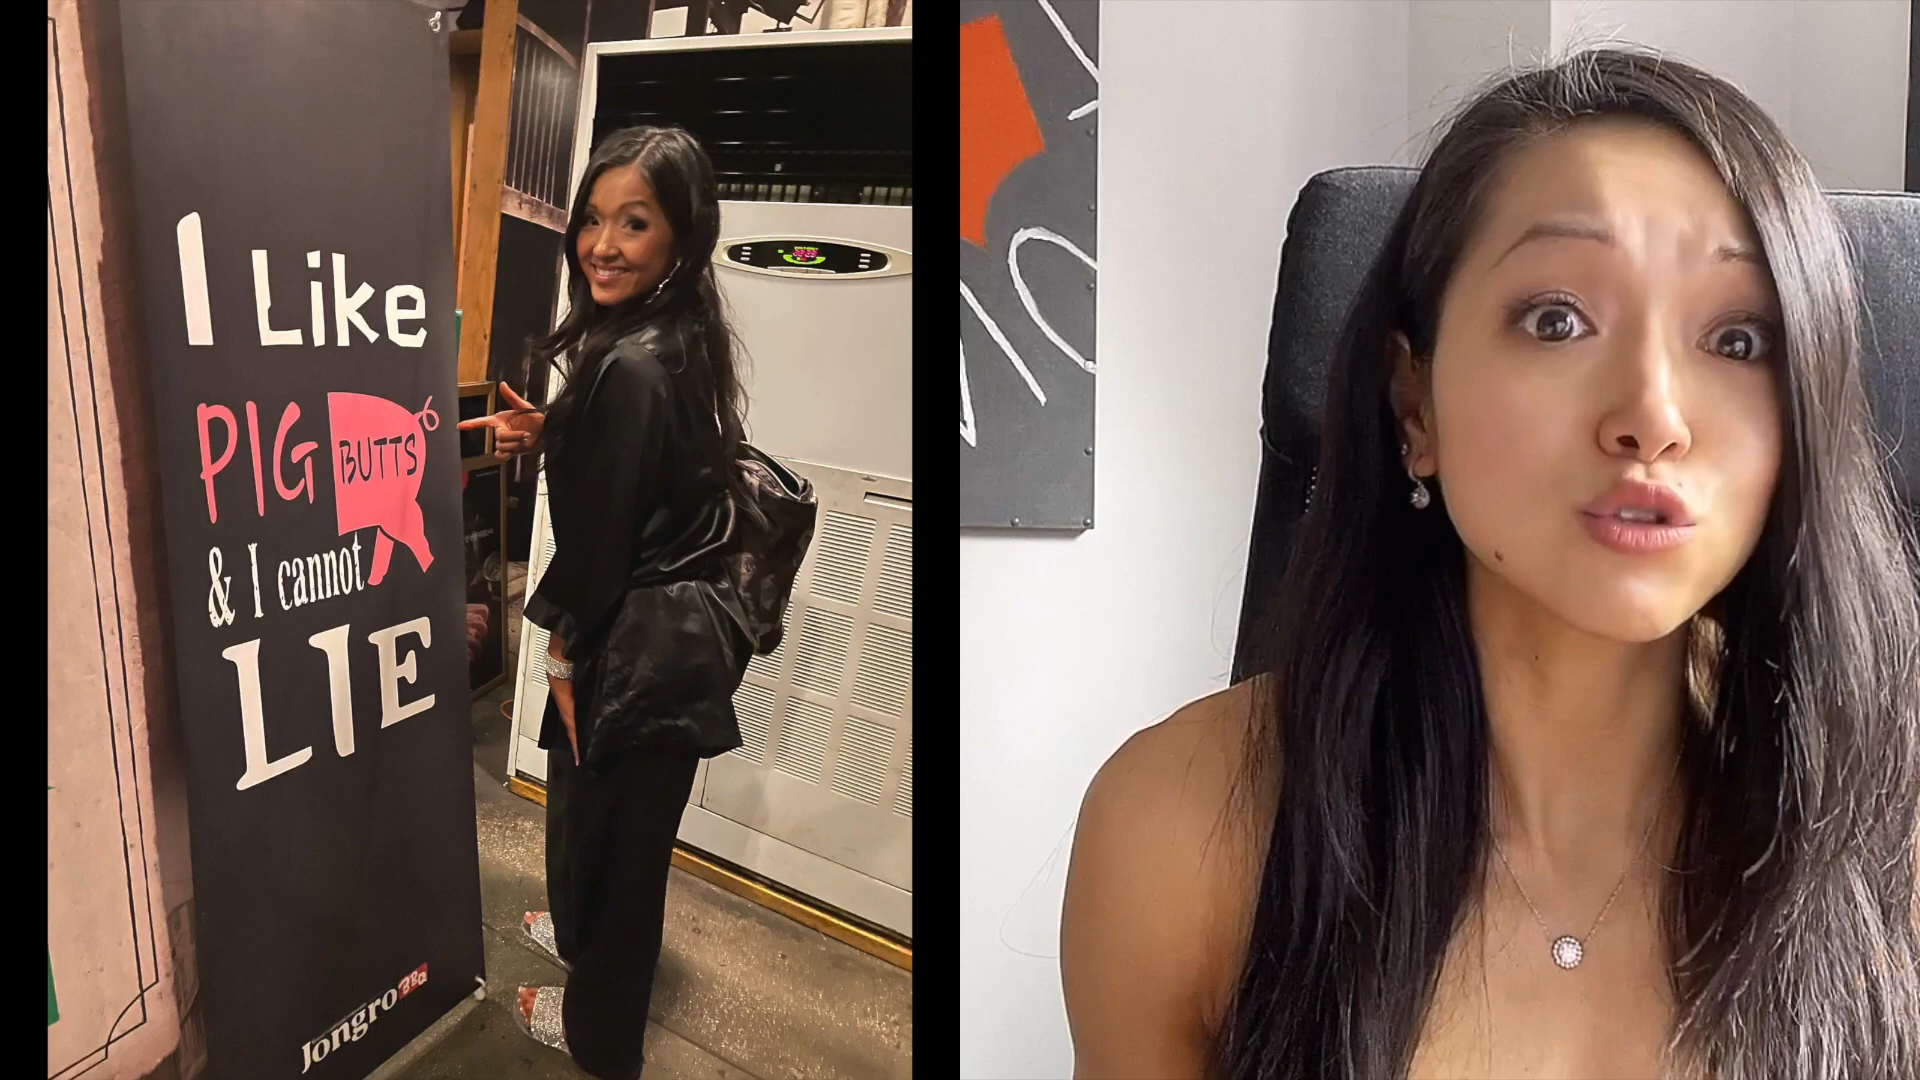 I Like
PIG BUTTS
& I cannot
LIE
Jongro BBQ